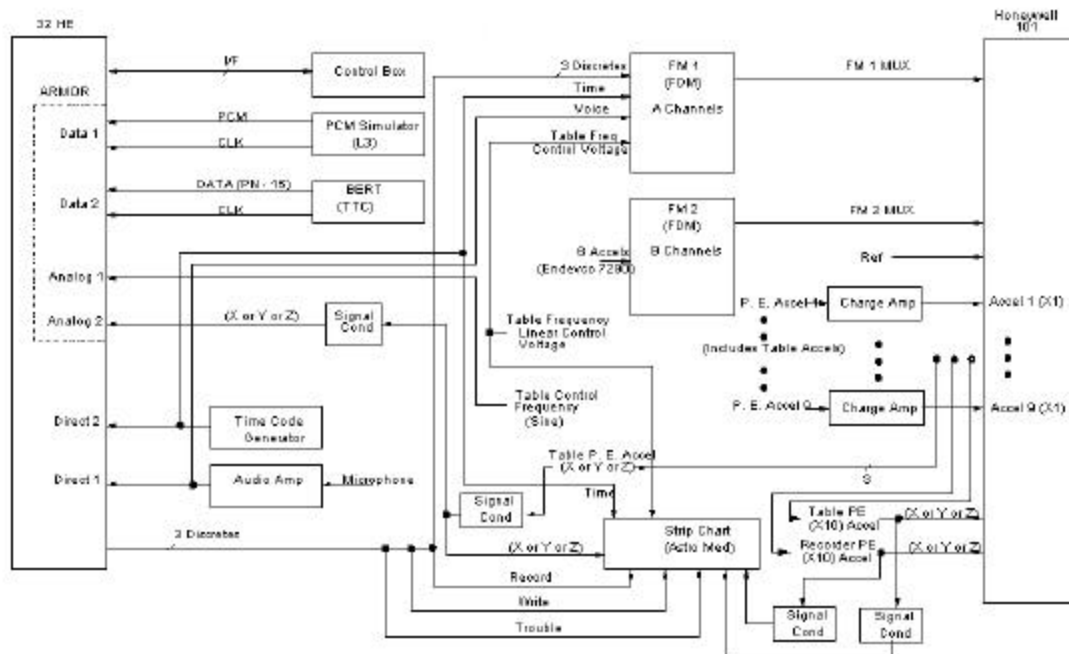 32 HE
Honeywell
101
ARMOR
I/F
Control Box
Data 1
PCM
CLK
PCM Simulator
(L3)
Data 2
DATA (PN - 15)
CLK
BERT
(TTC)
Analog 1
Analog 2
(X or Y or Z)
Signal
Cond
Direct 2
Time Code
Generator
Direct 1
Audio Amp
Microphone
3 Discretes
3 Discretes
Time
Voice
Table Freq
Control Voltage
FM 1
(FDM)
A Channels
FM 1 MUX
FM 2
(FDM)
B Channels
FM 2 MUX
Accels
(Endevco
Ref
P. E. Accel 1
Charge Amp
Accel 1 (X1)
(Includes Table Accels)
P. E. Accel 9
Charge Amp
Accel 9 (X1)
Table Frequency
Linear Control
Voltage
Table Control
Frequency
(Sine)
Table P. E. Accel
(X or Y or Z)
Signal
Cond
Time
3
Strip Chart
(Astro Med)
(X or Y or Z)
Table PE
(X10) Accel
(X or Y or Z)
Recorder PE
(X10) Accel
(X or Y or Z)
Record
Write
Trouble
Signal
Cond
Signal
Cond